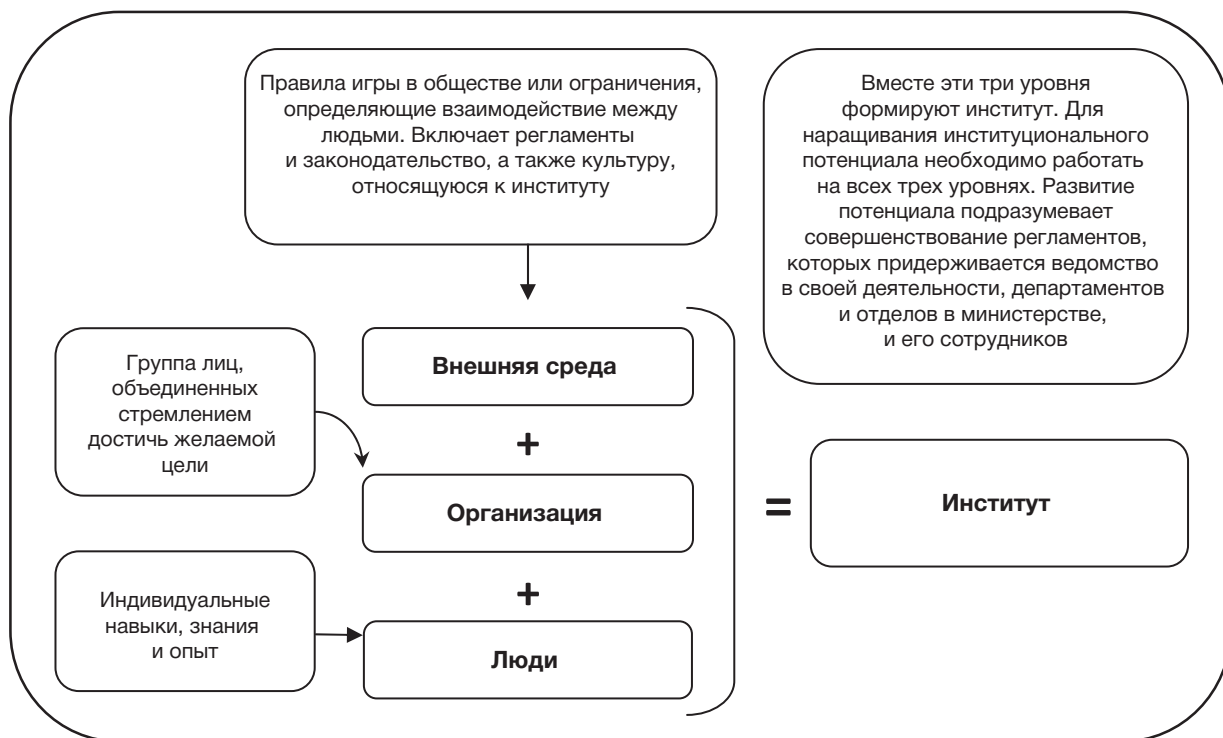 Правила игры в обществе или ограничения,
определяющие взаимодействие между
людьми. Включает регламенты
и законодательство, а также культуру,
относящуюся к институту
Вместе эти три уровня
формируют институт. Для
наращивания институционального
потенциала необходимо работать
на всех трех уровнях. Развитие
потенциала подразумевает
совершенствование регламентов,
которых придерживается ведомство
в своей деятельности, департаментов
и отделов в министерстве,
и его сотрудников
Группа лиц,
объединенных
стремлением
достичь желаемой
цели
Внешняя среда
+
Организация
+
Люди
=
Институт
Индивидуальные
навыки, знания
и опыт